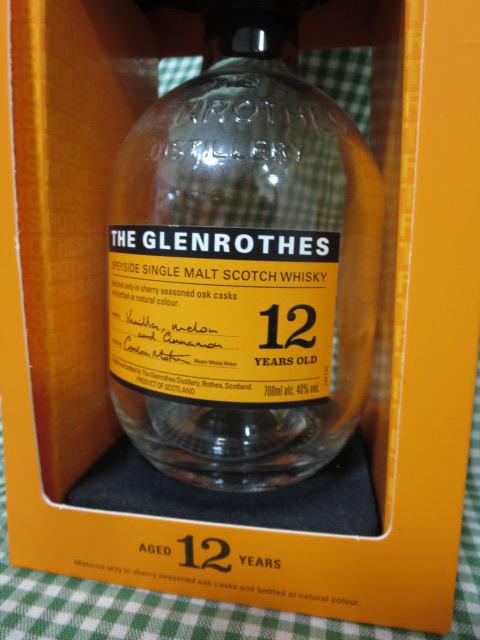 GLENROTHES
DISTILLERY
THE GLENROTHES
SPEYSIDE SINGLE MALT SCOTCH WHISKY
Matured only in sherry seasoned oak casks
and bottled at natural colour.
Vanilla, melon
and Cinnamon
12
YEARS OLD
Master Whisky Maker
bottled by The Glenrothes Distillery, Rothes, Scotland.
PRODUCT OF SCOTLAND
700ml alc. 40% vol.
AGED 12 YEARS
Matured only in sherry seasoned oak casks and bottled at natural colour.